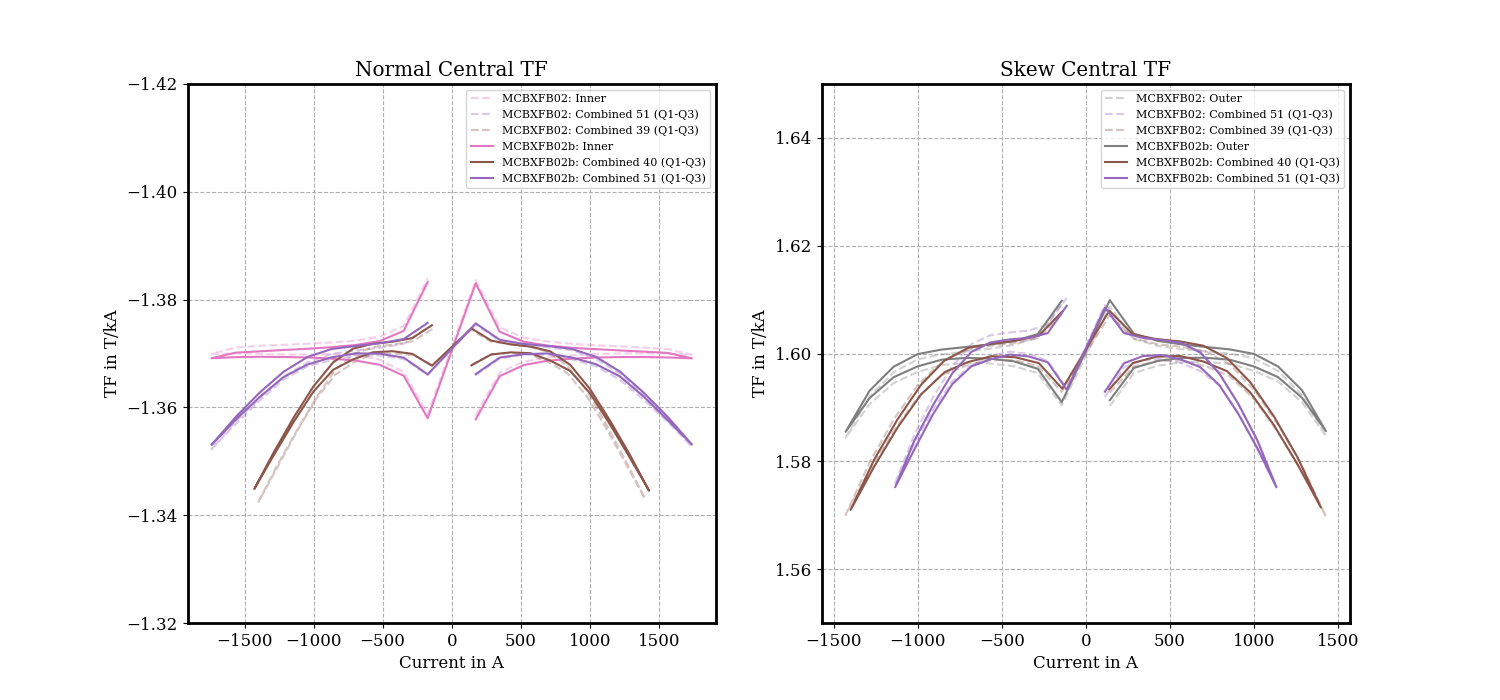 Normal Central TF
−1.42
−1.40
−1.38
−1.36
−1.34
−1.32
TF in T/kA
−1500
−1000
−500
0
500
1000
1500
Current in A
MCBXFB02: Inner
MCBXFB02: Combined 51 (Q1-Q3)
MCBXFB02: Combined 39 (Q1-Q3)
MCBXFB02b: Inner
MCBXFB02b: Combined 40 (Q1-Q3)
MCBXFB02b: Combined 51 (Q1-Q3)
Skew Central TF
1.64
1.62
1.60
1.58
1.56
TF in T/kA
−1500
−1000
−500
0
500
1000
1500
Current in A
MCBXFB02: Outer
MCBXFB02: Combined 51 (Q1-Q3)
MCBXFB02: Combined 39 (Q1-Q3)
MCBXFB02b: Outer
MCBXFB02b: Combined 40 (Q1-Q3)
MCBXFB02b: Combined 51 (Q1-Q3)